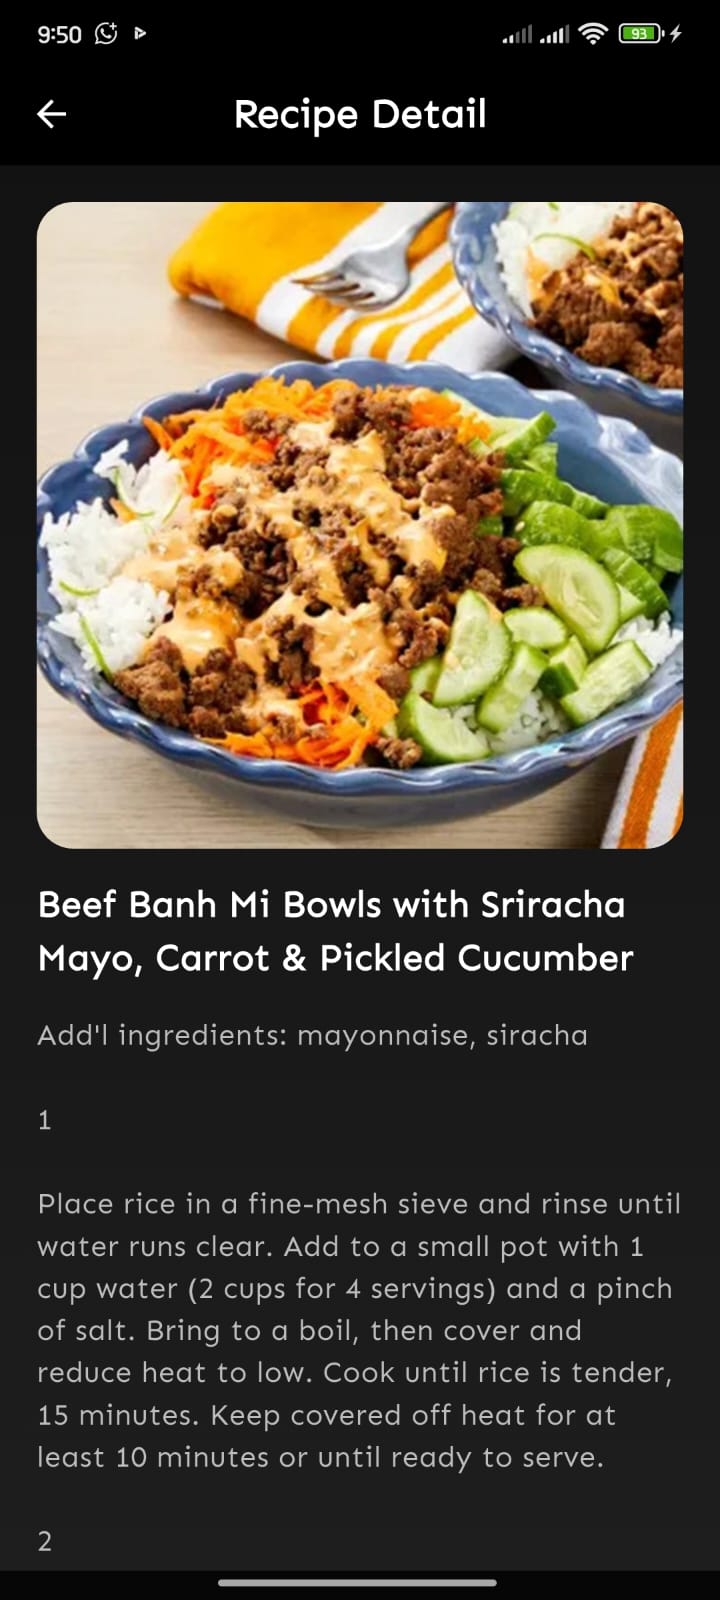 9:50
93
Recipe Detail
Beef Banh Mi Bowls with Sriracha
Mayo, Carrot & Pickled Cucumber
Add'l ingredients: mayonnaise, siracha
1
Place rice in a fine-mesh sieve and rinse until
water runs clear. Add to a small pot with 1
cup water (2 cups for 4 servings) and a pinch
of salt. Bring to a boil, then cover and
reduce heat to low. Cook until rice is tender,
15 minutes. Keep covered off heat for at
least 10 minutes or until ready to serve.
2